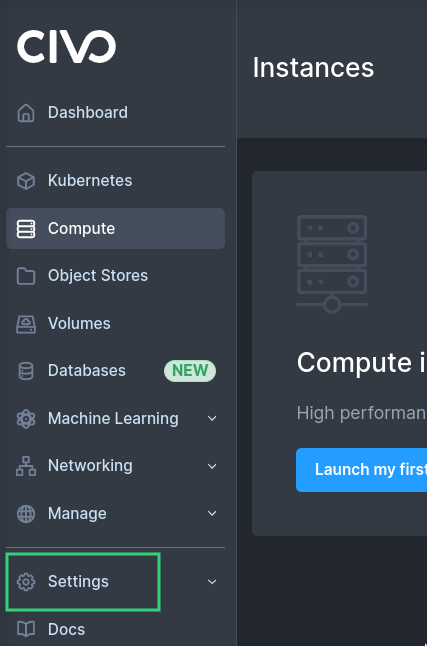 CIVO
Instances
Dashboard
Kubernetes
Compute
Object Stores
Volumes
Databases NEW
Machine Learning
Networking
Manage
Settings
Docs
Compute i
High performan
Launch my first